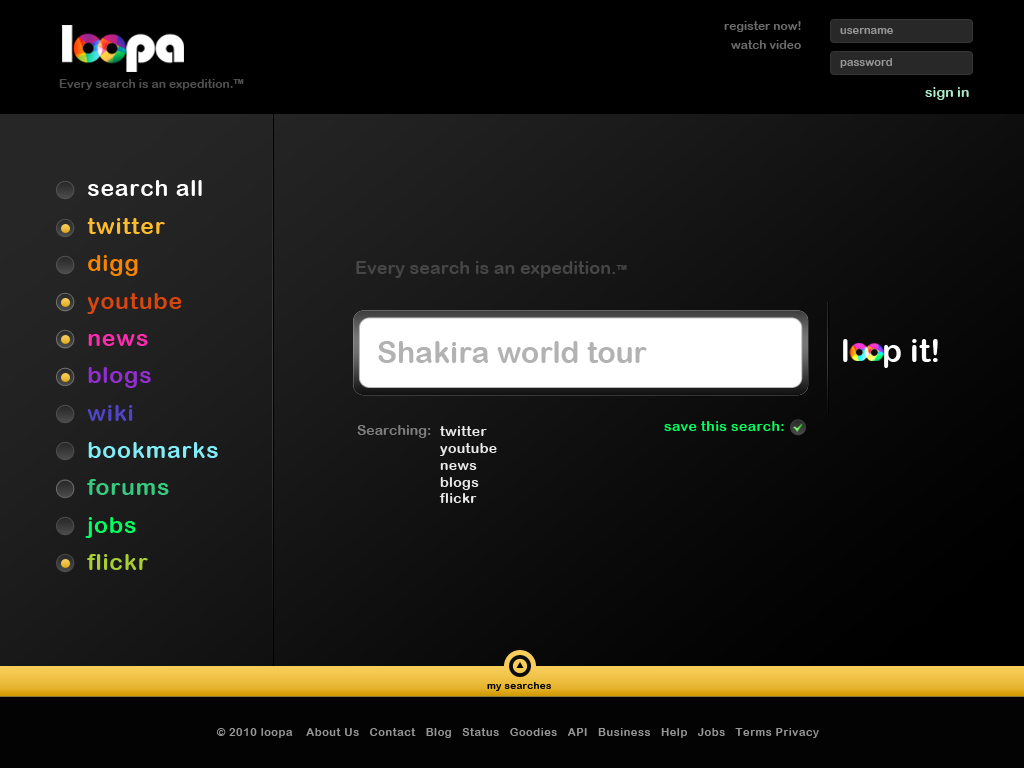 loopa
Every search is an expedition.™
register now!
watch video
username
password
sign in
search all
twitter
digg
youtube
news
blogs
wiki
bookmarks
forums
jobs
flickr
Every search is an expedition.™
Shakira world tour
loop it!
Searching:
twitter
youtube
news
blogs
flickr
save this search:
my searches
© 2010 loopa About Us Contact Blog Status Goodies API Business Help Jobs Terms Privacy